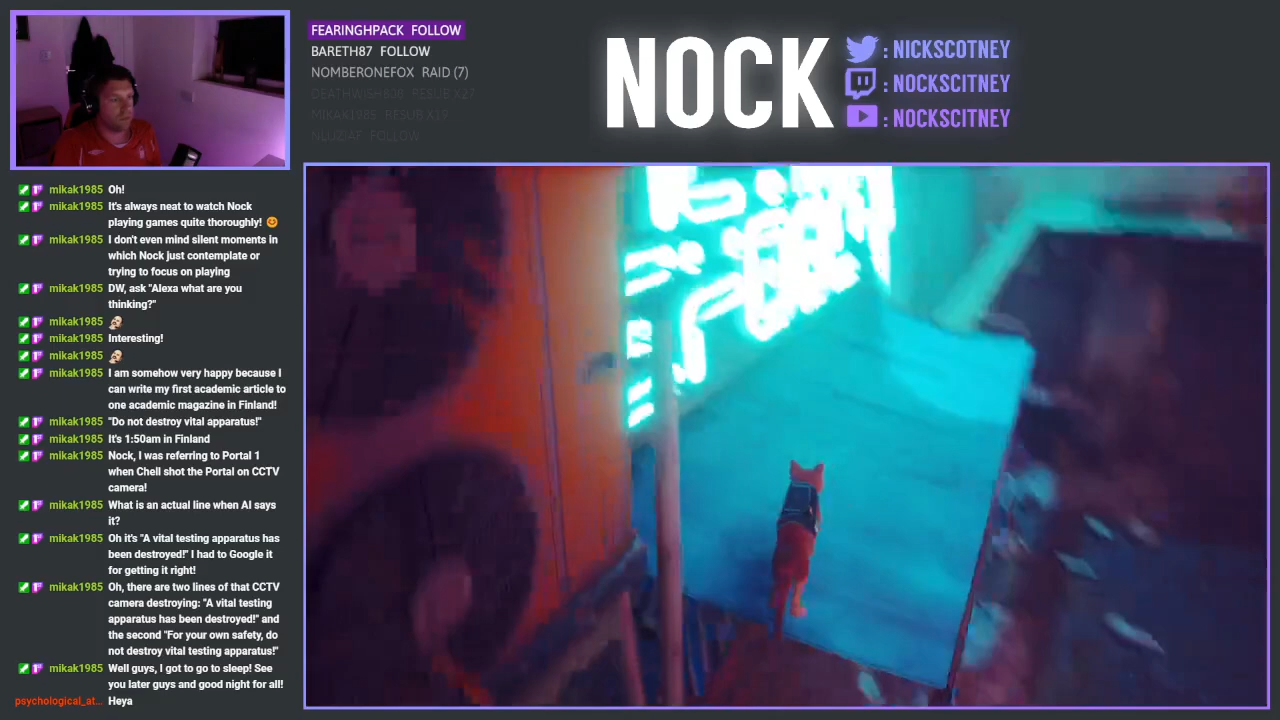 FEARINGHPACK FOLLOW
BARETH87 FOLLOW
NOMBERONEFOX RAID (7)
DEATHWISH808 RESUB X27
MIKAK1985 RESUB X19
NOCK
: NICKSCOTNEY
: NOCKSCITNEY
: NOCKSCITNEY
mikak1985 Oh!
mikak1985 It's always neat to watch Nock
playing games quite thoroughly!
mikak1985 I don't even mind silent moments in
which Nock just contemplate or
trying to focus on playing
mikak1985 DW, ask "Alexa what are you
thinking?"
mikak1985
mikak1985 Interesting!
mikak1985
mikak1985 I am somehow very happy because I
can write my first academic article to
one academic magazine in Finland!
mikak1985 "Do not destroy vital apparatus!"
mikak1985 It's 1:50am in Finland
mikak1985 Nock, I was referring to Portal 1
when Chell shot the Portal on CCTV
camera!
mikak1985 What is an actual line when AI says
it?
mikak1985 Oh it's "A vital testing apparatus has
been destroyed!" I had to Google it
for getting it right!
mikak1985 Oh, there are two lines of that CCTV
camera destroying: "A vital testing
apparatus has been destroyed!" and
the second "For your own safety, do
not destroy vital testing apparatus!"
mikak1985 Well guys, I got to go to sleep! See
you later guys and good night for all!
psychological_at... Heya